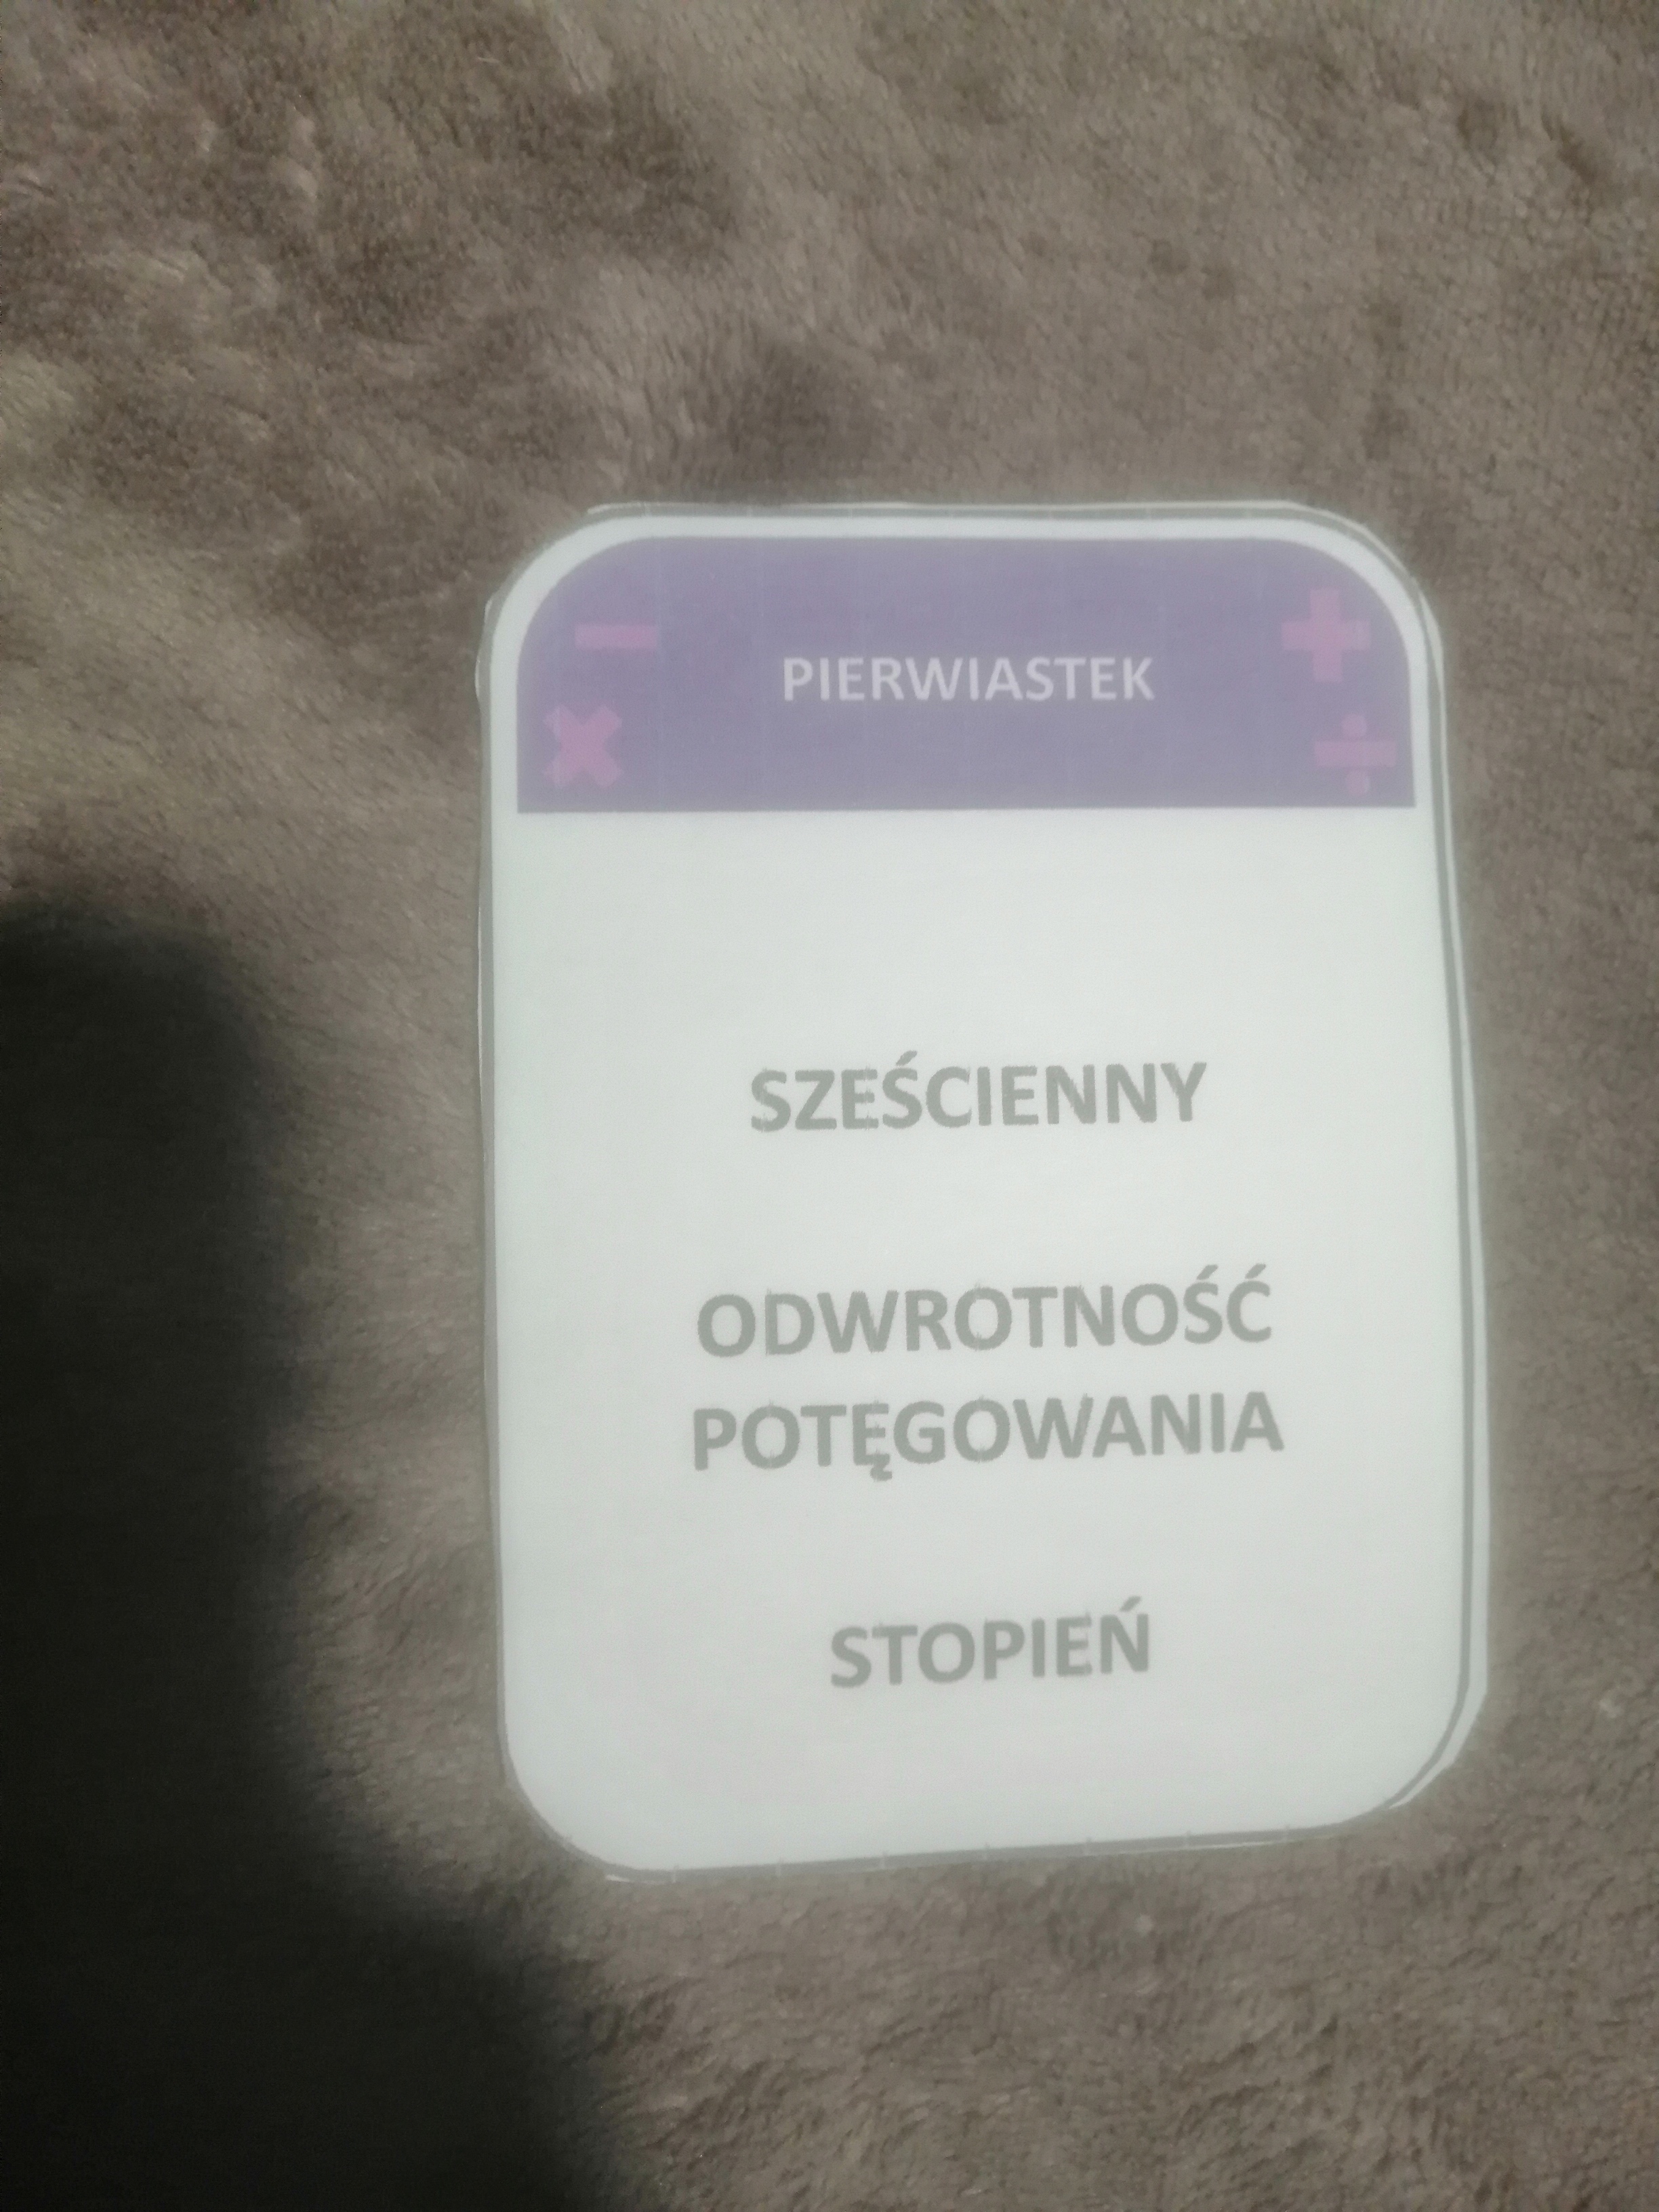 PIERWIASTEK
SZEŚCIENNY
ODWROTNOŚĆ
POTĘGOWANIA
STOPIEŃ